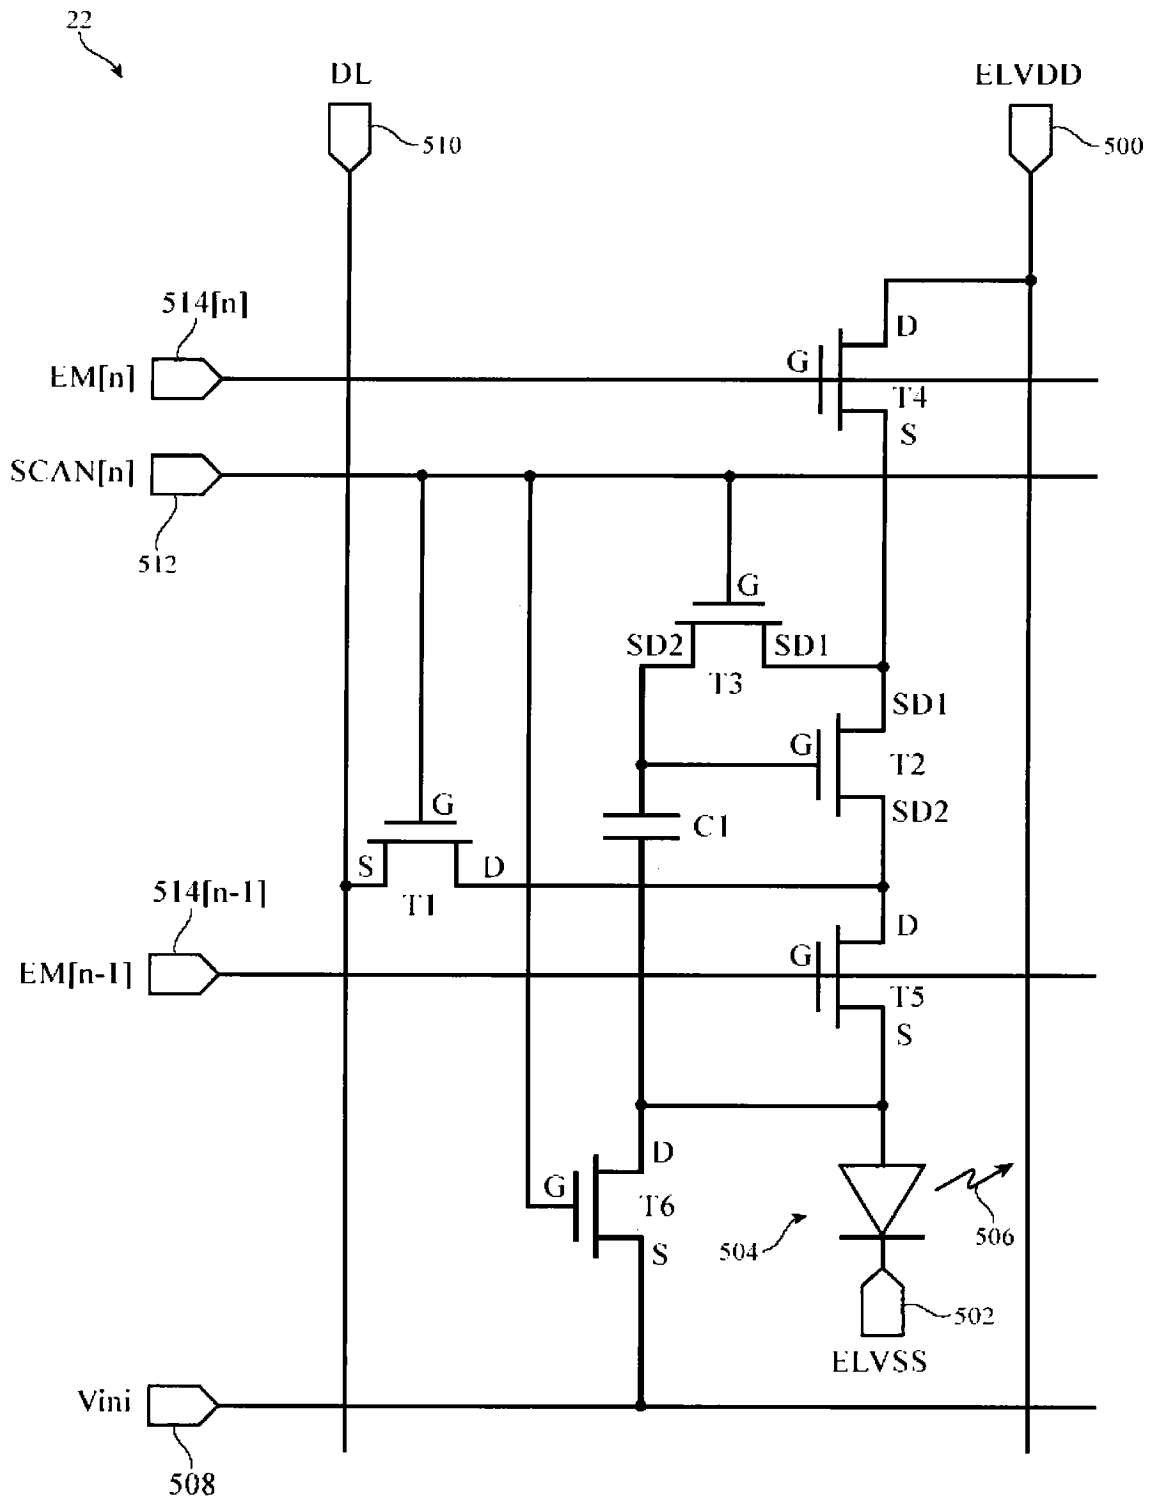 22
DL
ELVDD
510
500
514[n]
D
G
EM[n]
T4
S
SCAN[n]
512
G
SD2
SD1
T3
SD1
G
T2
SD2
G
C1
S
D
514[n-1]
T1
D
G
EM[n-1]
T5
S
D
G
T6
504
506
S
502
ELVSS
Vini
508